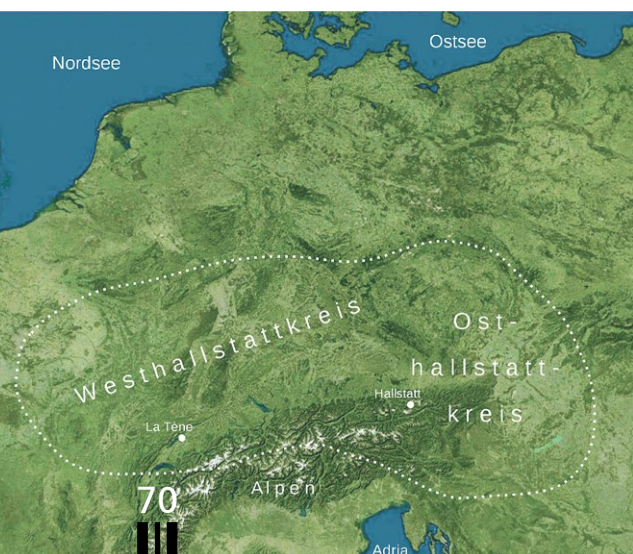 Ostsee
Nordsee
Westhallstattkreis
Ost-
hallstatt-
kreis
Hallstatt
La Tène
Alpen
70
Adria